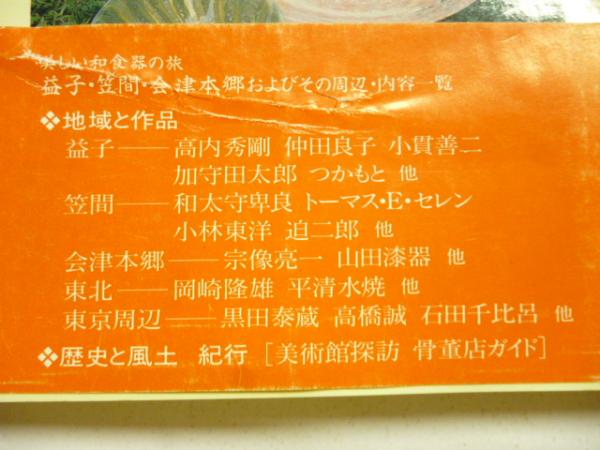 美しい和食器の旅
益子・笠間・会津本郷およびその周辺・内容一覧
❖地域と作品
益子――高内秀剛 仲田良子 小貫善二
加守田太郎 つかもと 他
笠間――和太守卑良 トーマス・E・セレン
小林東洋 迫二郎 他
会津本郷――宗像亮一 山田漆器 他
東北――岡崎隆雄 平清水焼 他
東京周辺――黒田泰蔵 高橋誠 石田千比呂 他
❖歴史と風土 紀行 [美術館探訪 骨董店ガイド]